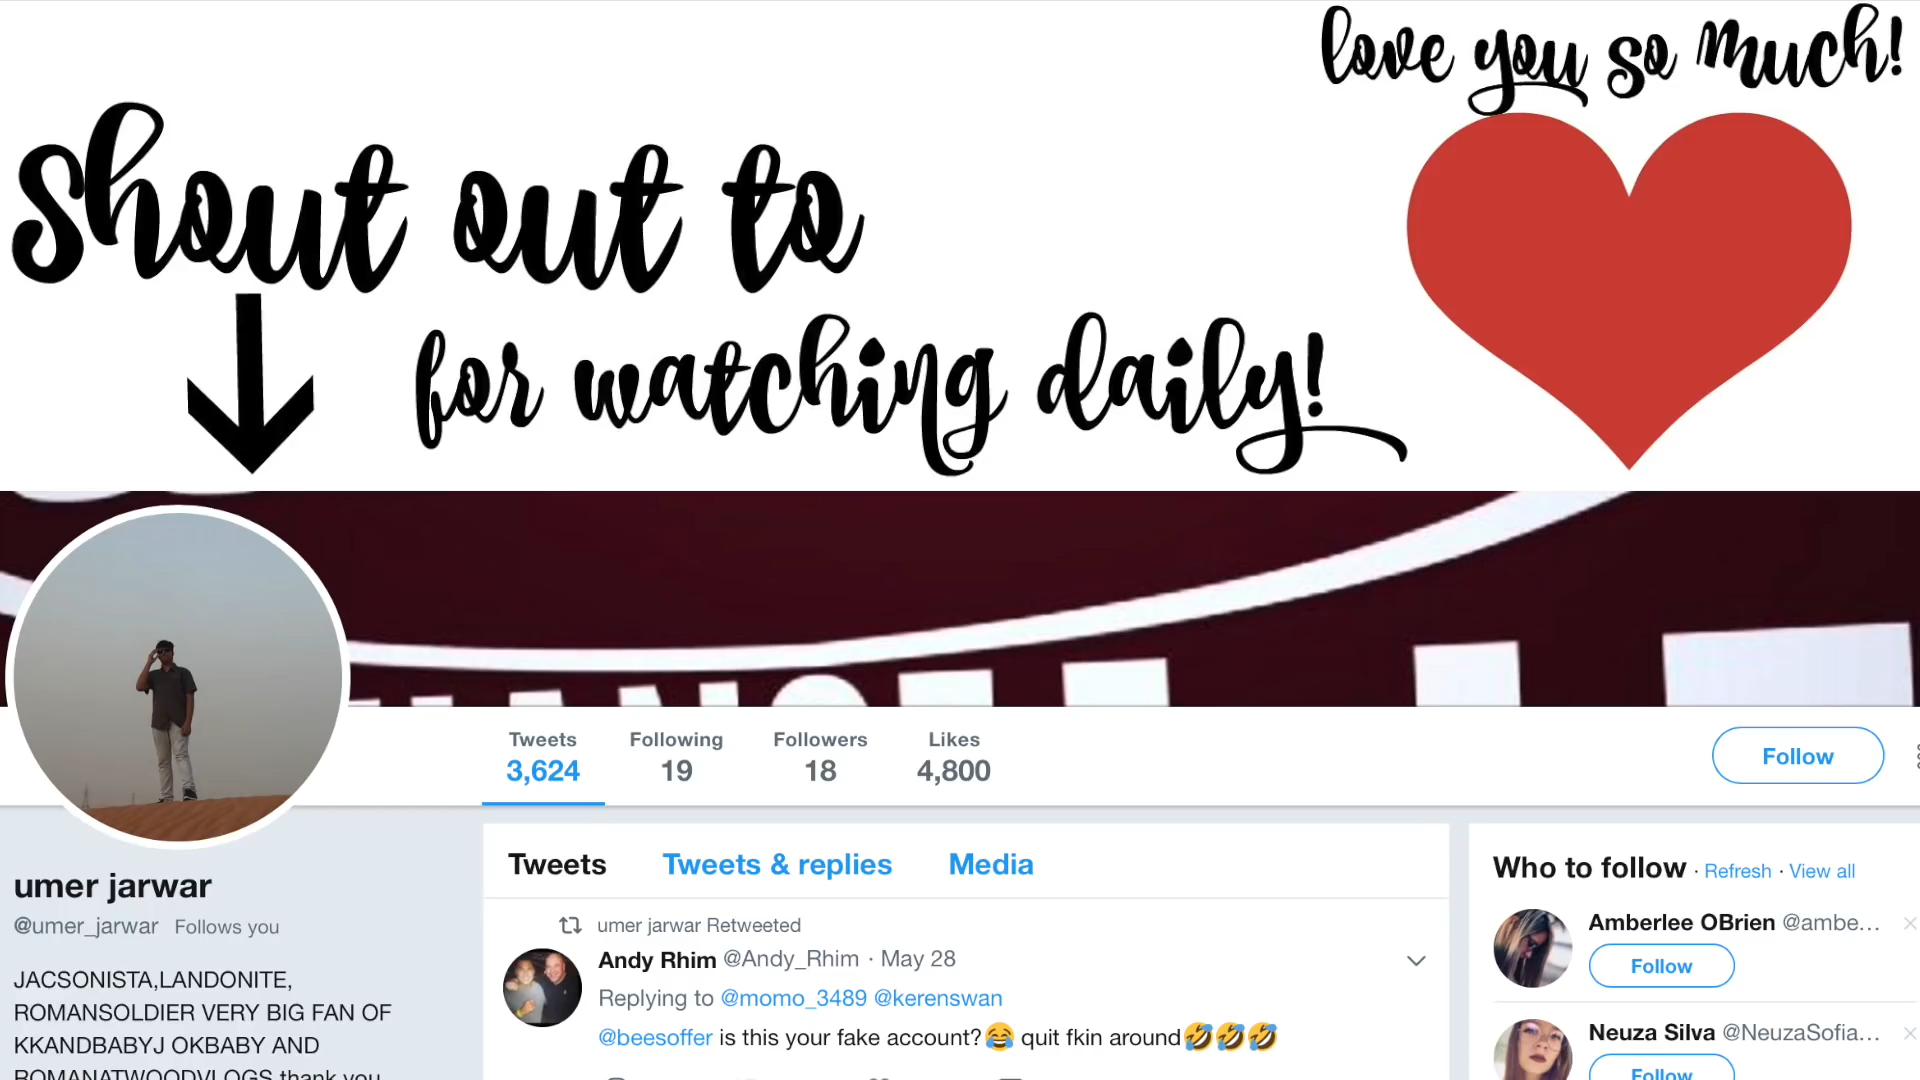 love you so much!
Shout out to
for watching daily!
Tweets Following Followers Likes
3,624 19 18 4,800
Follow
umer jarwar
@umer_jarwar Follows you
JACSONISTA,LANDONITE,
ROMANSOLDIER VERY BIG FAN OF
KKANDBABYJ OKBABY AND
ROMANATWOODVLOGS thank you
Tweets Tweets & replies Media
umer jarwar Retweeted
Andy Rhim @Andy_Rhim · May 28
Replying to @momo_3489 @kerenswan
@beesoffer is this your fake account?😂 quit fkin around🤣🤣🤣
Who to follow · Refresh · View all
Amberlee OBrien @ambe...
Follow
Neuza Silva @NeuzaSofia...
Follow